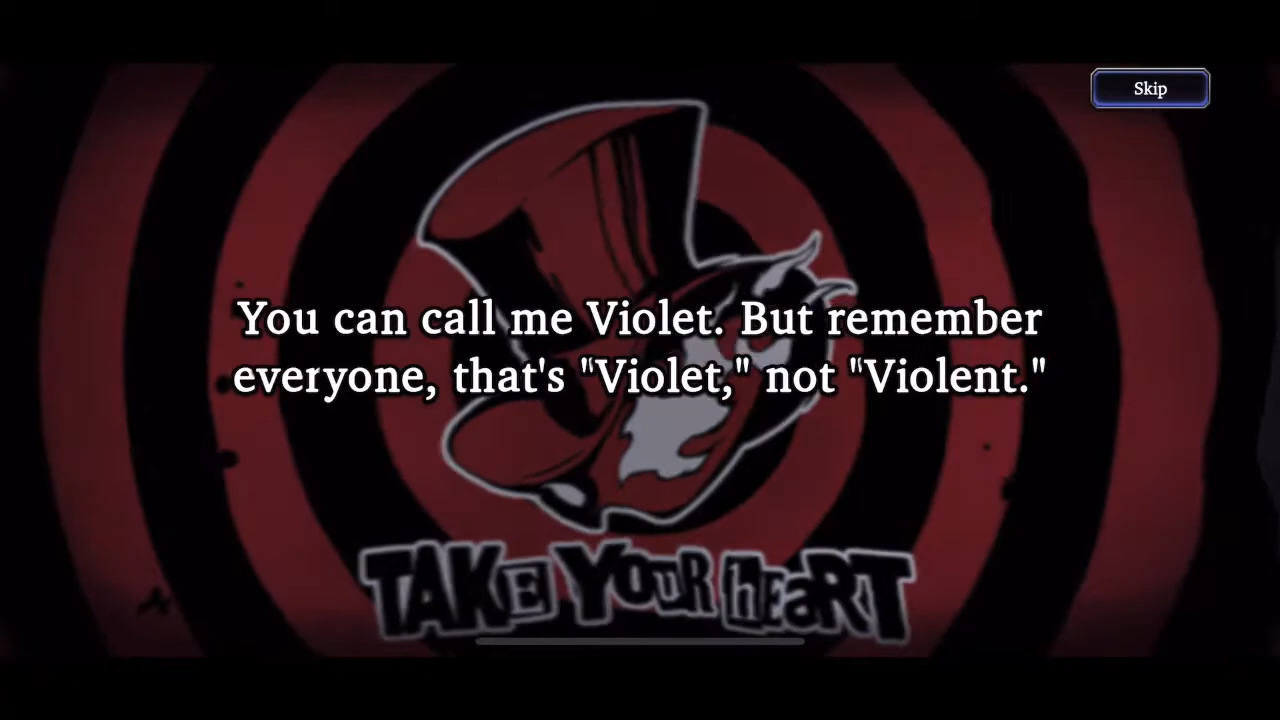 Skip
You can call me Violet. But remember
everyone, that's "Violet," not "Violent."
TAKE YOUR HEART